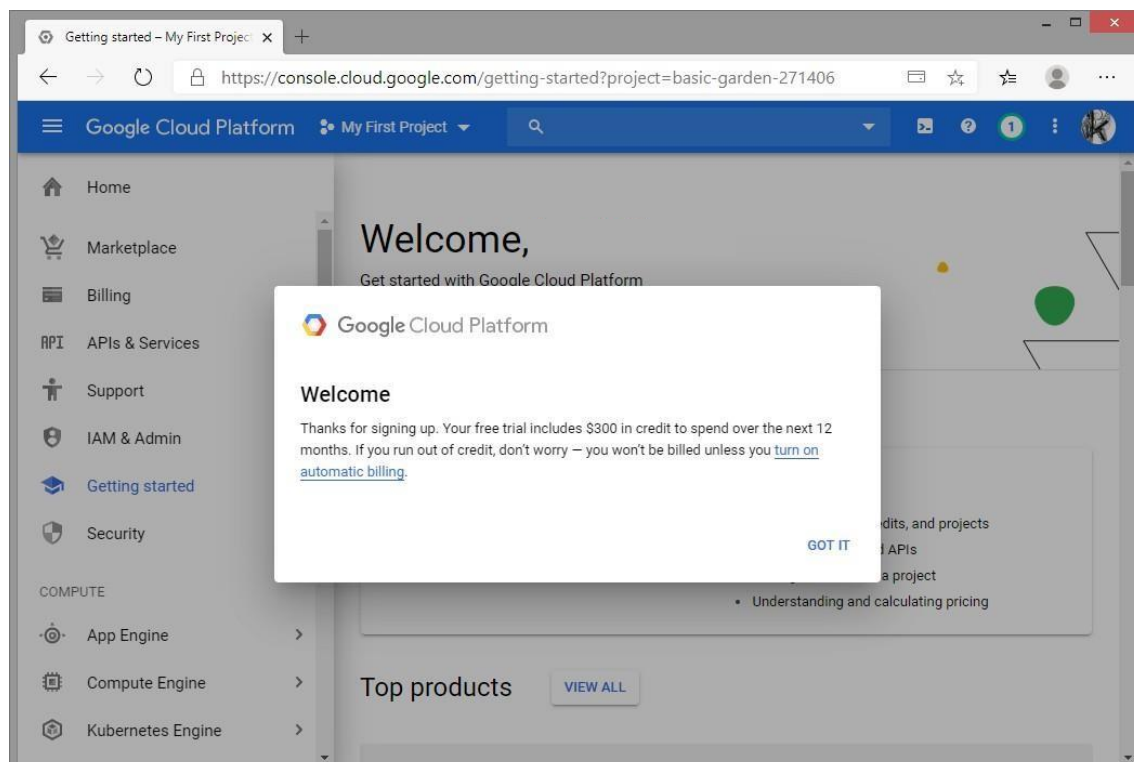 Getting started – My First Projec
https://console.cloud.google.com/getting-started?project=basic-garden-271406
Google Cloud Platform
My First Project
1
Home
Marketplace
Billing
API
APIs & Services
Support
IAM & Admin
Getting started
Security
COMPUTE
App Engine
Compute Engine
Kubernetes Engine
Welcome,
Get started with Google Cloud Platform
Google Cloud Platform
Welcome
Thanks for signing up. Your free trial includes $300 in credit to spend over the next 12
months. If you run out of credit, don't worry — you won't be billed unless you turn on
automatic billing.
GOT IT
edits, and projects
APIs
a project
Understanding and calculating pricing
Top products
VIEW ALL